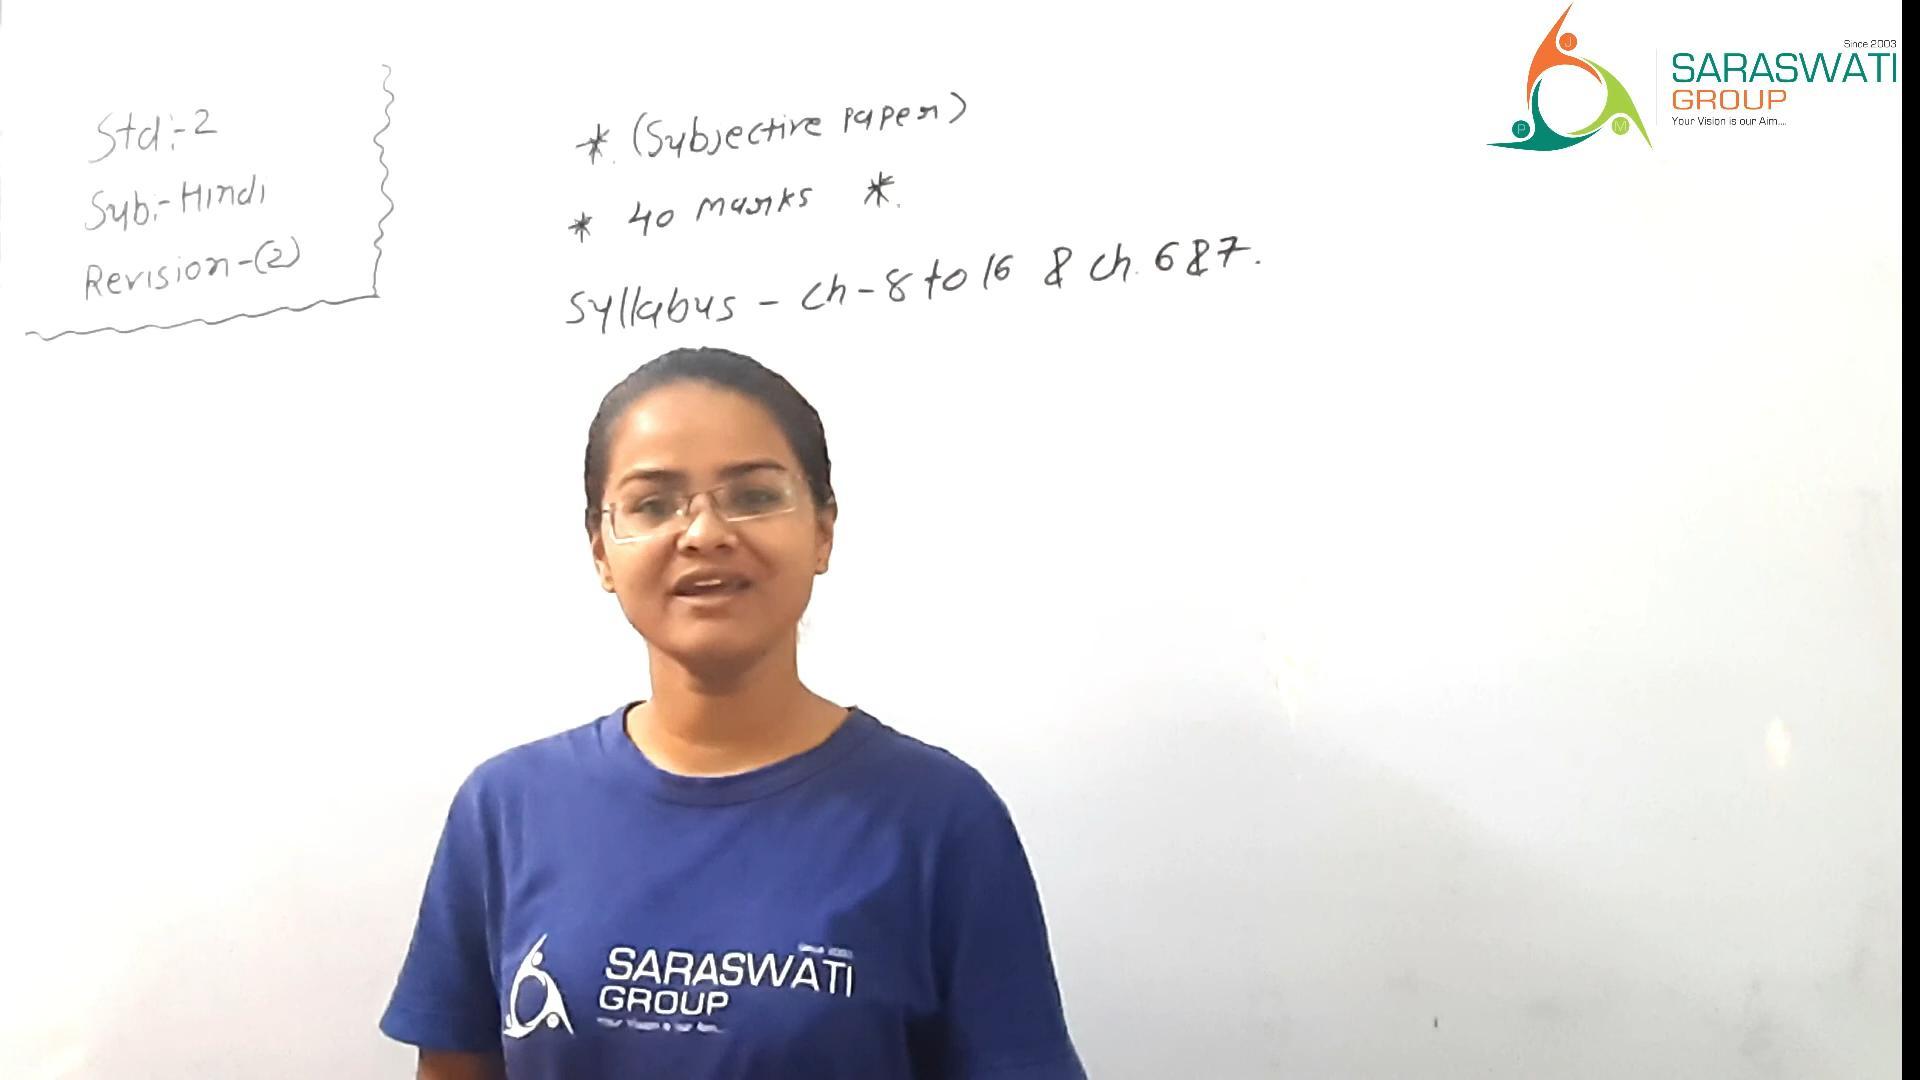 Std:-2
Sub:-Hindi
Revision-(2)
* (Subjective Paper)
* 40 marks *.
Syllabus - ch-8 to 16 & ch. 6 & 7.
Since 2003
SARASWATI
GROUP
Your Vision is our Aim....
J
P
M
SARASWATI
GROUP